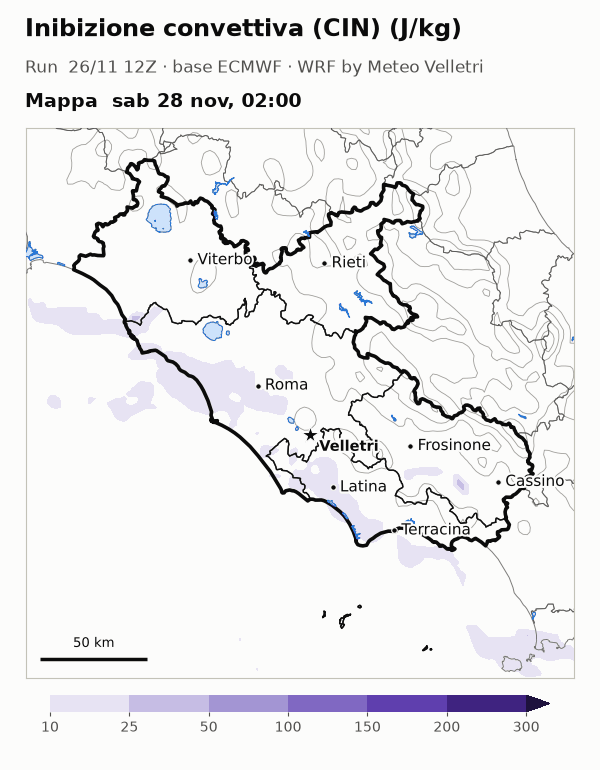 Inibizione convettiva (CIN) (J/kg)
Run  26/11 12Z · base ECMWF · WRF by Meteo Velletri
Mappa  sab 28 nov, 02:00
Viterbo
Rieti
Roma
Velletri
Frosinone
Cassino
Latina
Terracina
50 km
10 25 50 100 150 200 300